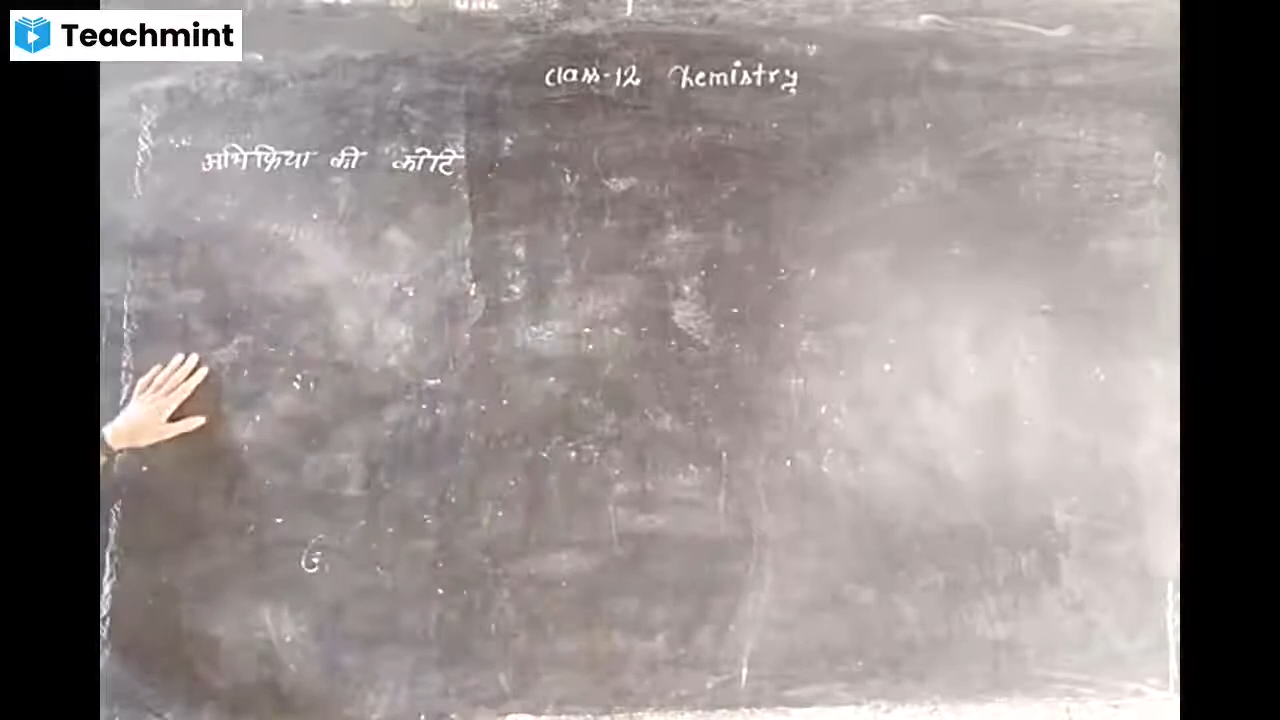 Teachmint
Class-12 Chemistry
अभिक्रिया की कोटि